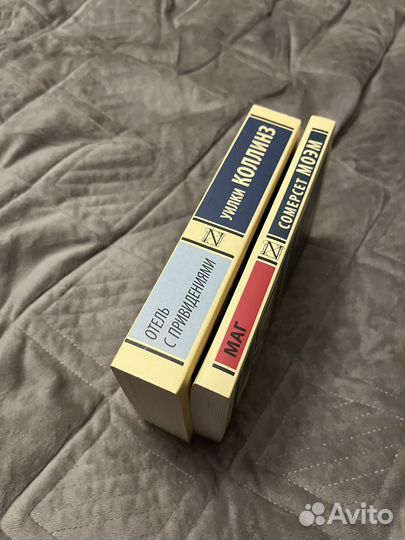 УИЛКИ КОЛЛИНЗ
N
ОТЕЛЬ
С ПРИВИДЕНИЯМИ
СОМЕРСЕТ МОЭМ
N
МАГ
Avito